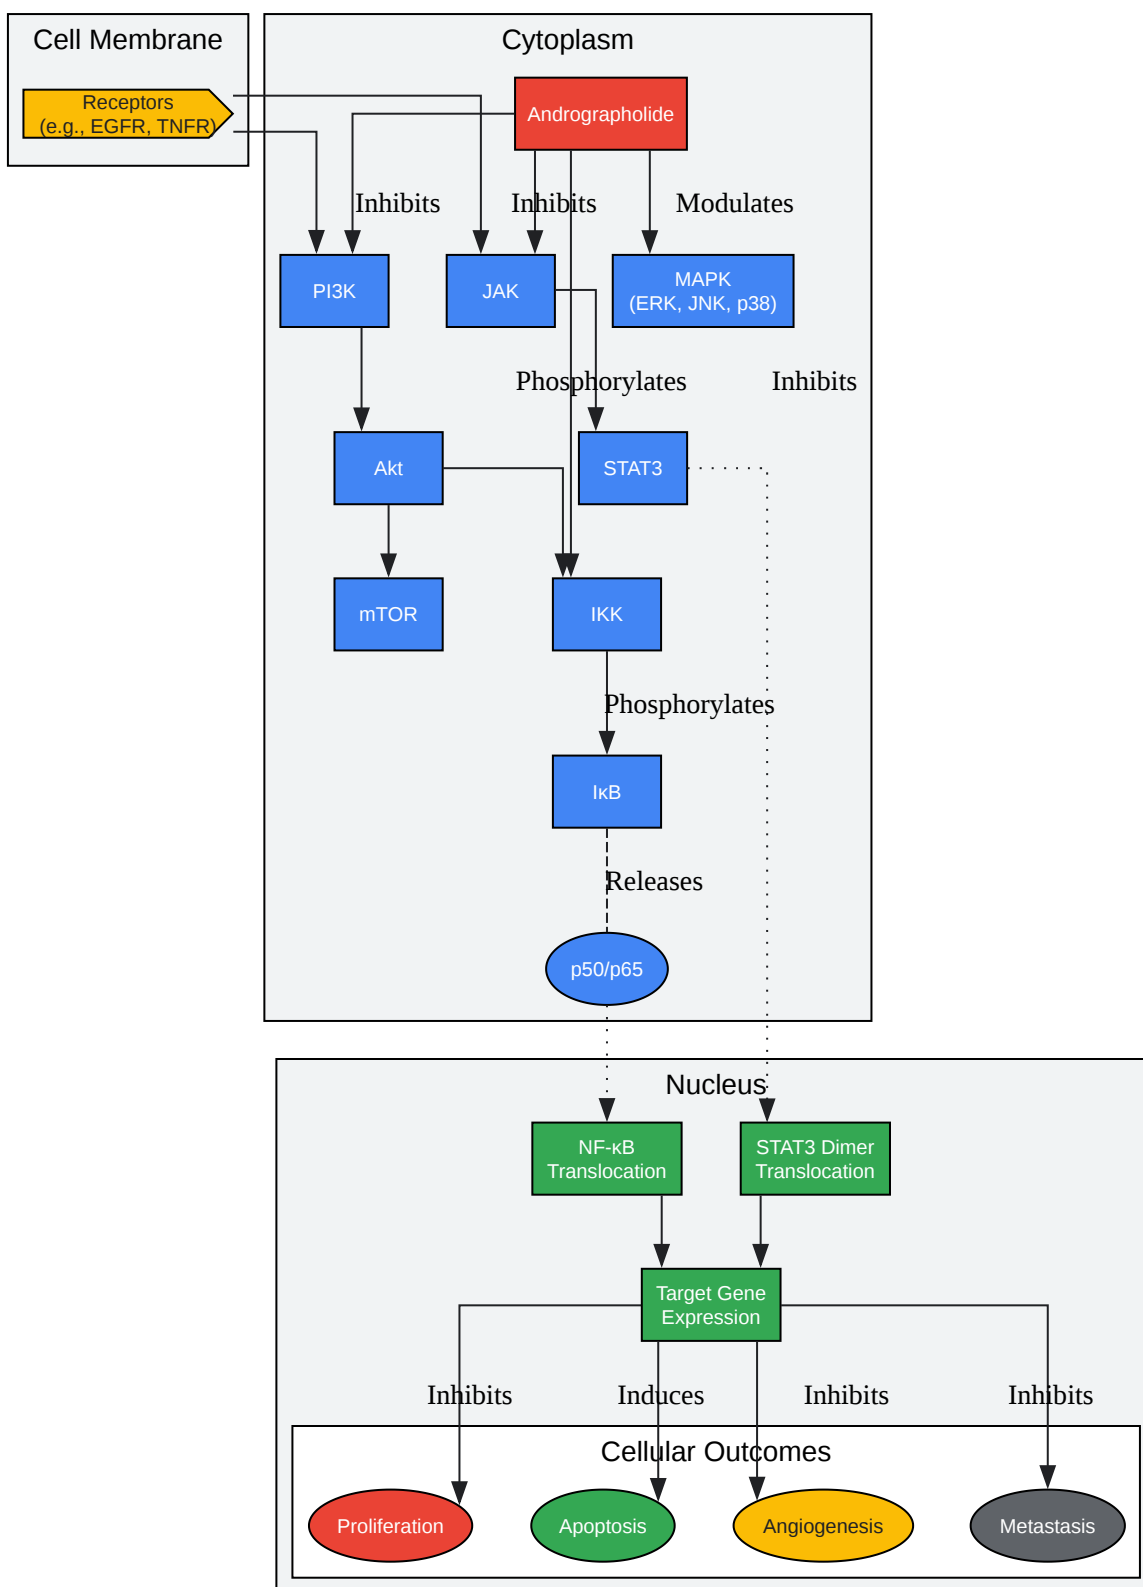 Cell Membrane
Cytoplasm
Receptors
(e.g., EGFR, TNFR)
Andrographolide
Inhibits
Inhibits
Modulates
PI3K
JAK
MAPK
(ERK, JNK, p38)
Phosphorylates
Inhibits
Akt
STAT3
mTOR
IKK
Phosphorylates
IκB
Releases
p50/p65
Nucleus
NF-κB
Translocation
STAT3 Dimer
Translocation
Target Gene
Expression
Inhibits
Induces
Inhibits
Inhibits
Cellular Outcomes
Proliferation
Apoptosis
Angiogenesis
Metastasis